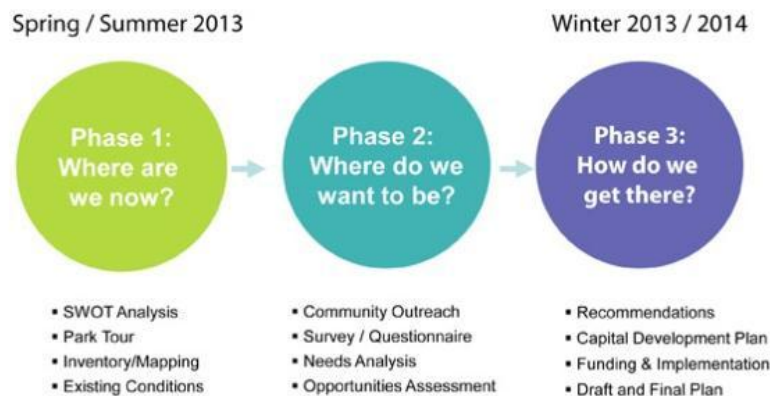 Spring / Summer 2013
Winter 2013 / 2014
Phase 1:
Where are
we now?
Phase 2:
Where do we
want to be?
Phase 3:
How do we
get there?
▪ SWOT Analysis
▪ Park Tour
▪ Inventory/Mapping
▪ Existing Conditions
▪ Community Outreach
▪ Survey / Questionnaire
▪ Needs Analysis
▪ Opportunities Assessment
▪ Recommendations
▪ Capital Development Plan
▪ Funding & Implementation
▪ Draft and Final Plan